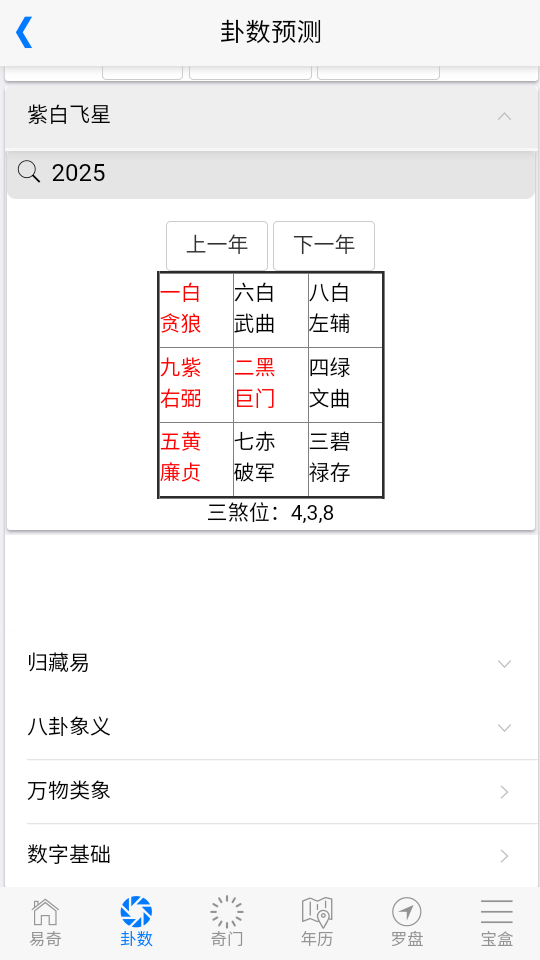 卦数预测
紫白飞星
2025
上一年 下一年
一白 六白 八白
贪狼 武曲 左辅
九紫 二黑 四绿
右弼 巨门 文曲
五黄 七赤 三碧
廉贞 破军 禄存
三煞位：4,3,8
归藏易
八卦象义
万物类象
数字基础
易奇 卦数 奇门 年历 罗盘 宝盒